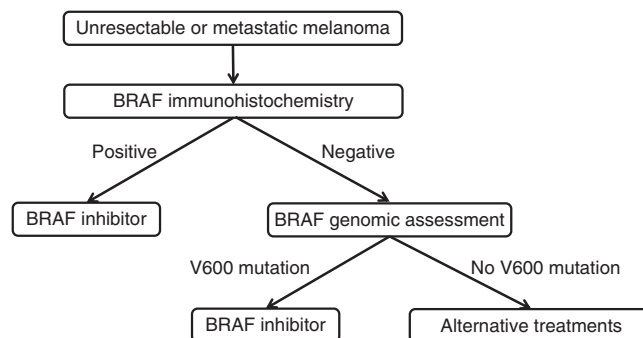 Unresectable or metastatic melanoma
BRAF immunohistochemistry
Positive
Negative
BRAF inhibitor
BRAF genomic assessment
V600 mutation
No V600 mutation
BRAF inhibitor
Alternative treatments